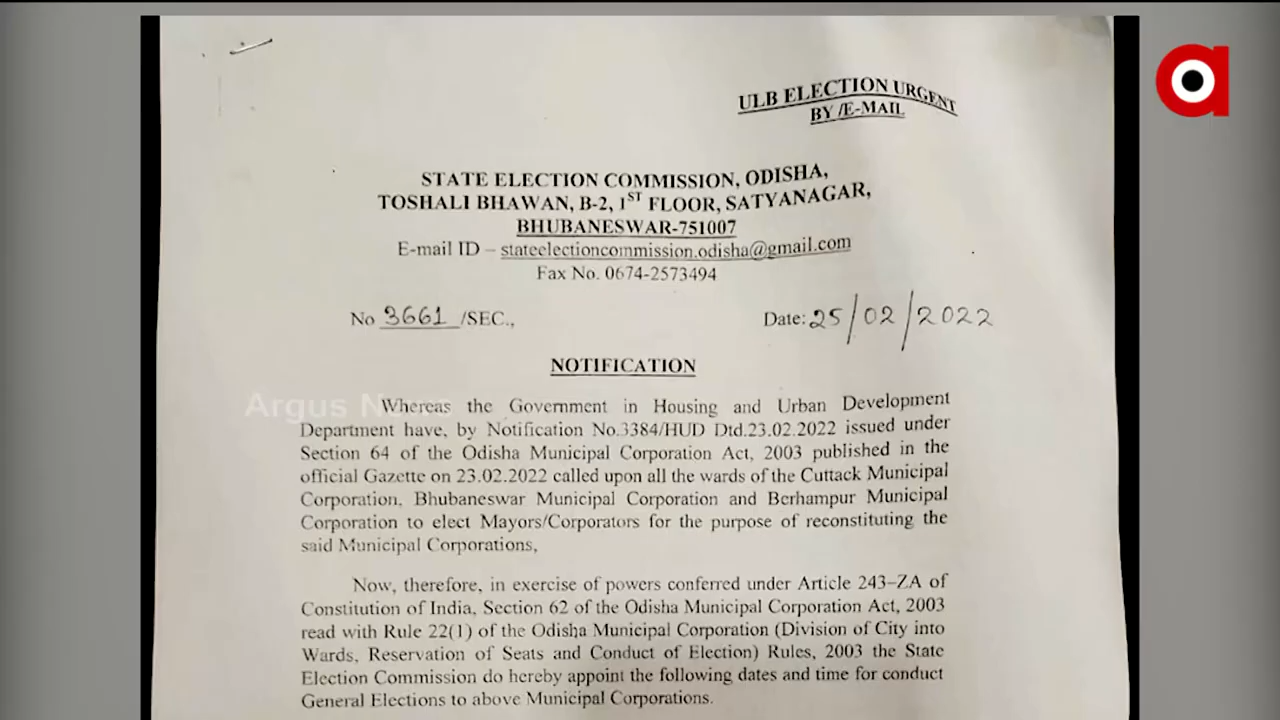 ULB ELECTION URGENT
BY /E-MAIL
STATE ELECTION COMMISSION, ODISHA,
TOSHALI BHAWAN, B-2, 1ST FLOOR, SATYANAGAR,
BHUBANESWAR-751007
E-mail ID – stateelectioncommission.odisha@gmail.com
Fax No. 0674-2573494
No 3661 /SEC., Date: 25/02/2022
NOTIFICATION
Argus News
Whereas the Government in Housing and Urban Development
Department have, by Notification No.3384/HUD Dtd.23.02.2022 issued under
Section 64 of the Odisha Municipal Corporation Act, 2003 published in the
official Gazette on 23.02.2022 called upon all the wards of the Cuttack Municipal
Corporation, Bhubaneswar Municipal Corporation and Berhampur Municipal
Corporation to elect Mayors/Corporators for the purpose of reconstituting the
said Municipal Corporations,
Now, therefore, in exercise of powers conferred under Article 243–ZA of
Constitution of India, Section 62 of the Odisha Municipal Corporation Act, 2003
read with Rule 22(1) of the Odisha Municipal Corporation (Division of City into
Wards, Reservation of Seats and Conduct of Election) Rules, 2003 the State
Election Commission do hereby appoint the following dates and time for conduct
General Elections to above Municipal Corporations.